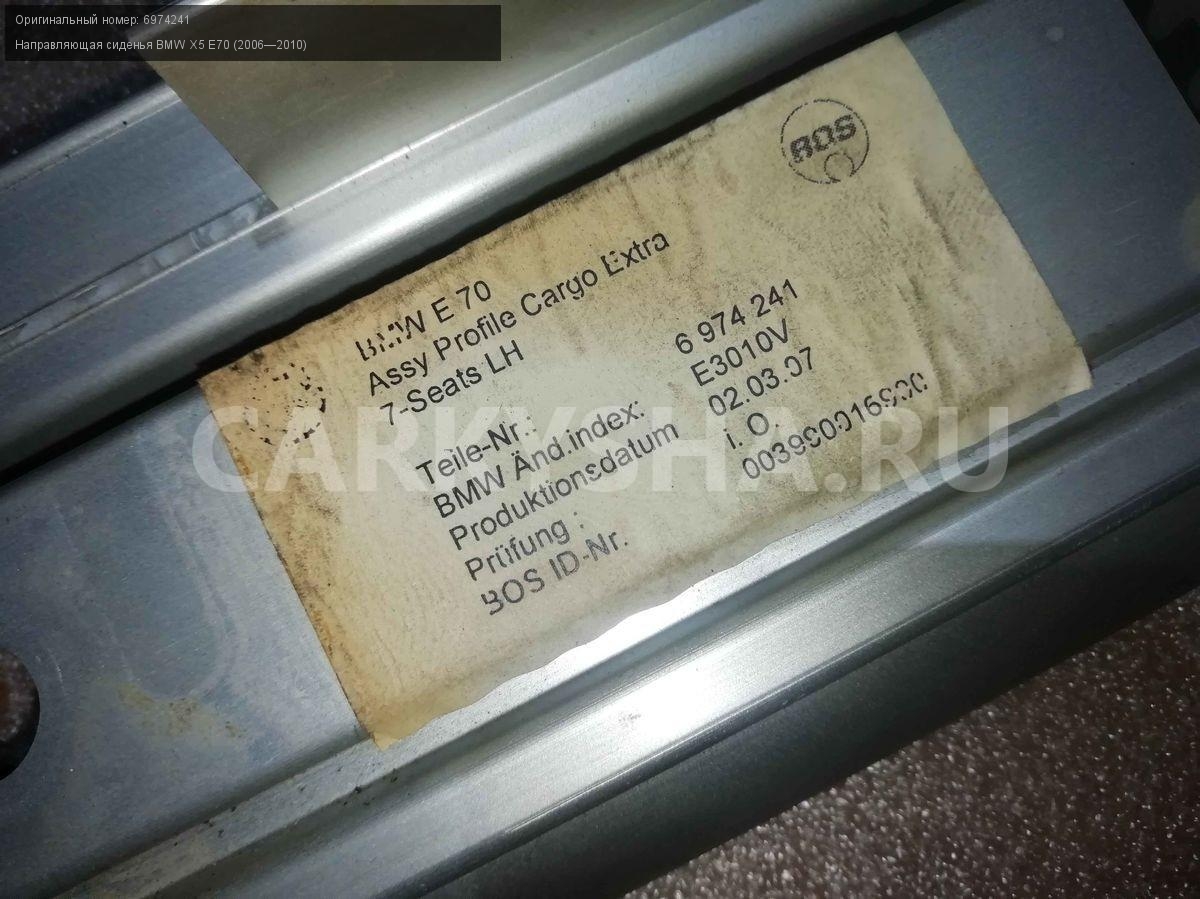 Оригинальный номер: 6974241
Направляющая сиденья BMW X5 E70 (2006—2010)
BOS
BMW E 70
Assy Profile Cargo Extra
7-Seats LH
Teile-Nr.: 6 974 241
BMW Änd.index: E3010V
Produktionsdatum 02.03.07
Prüfung : i. O.
BOS ID-Nr.
CARKYSHA.RU